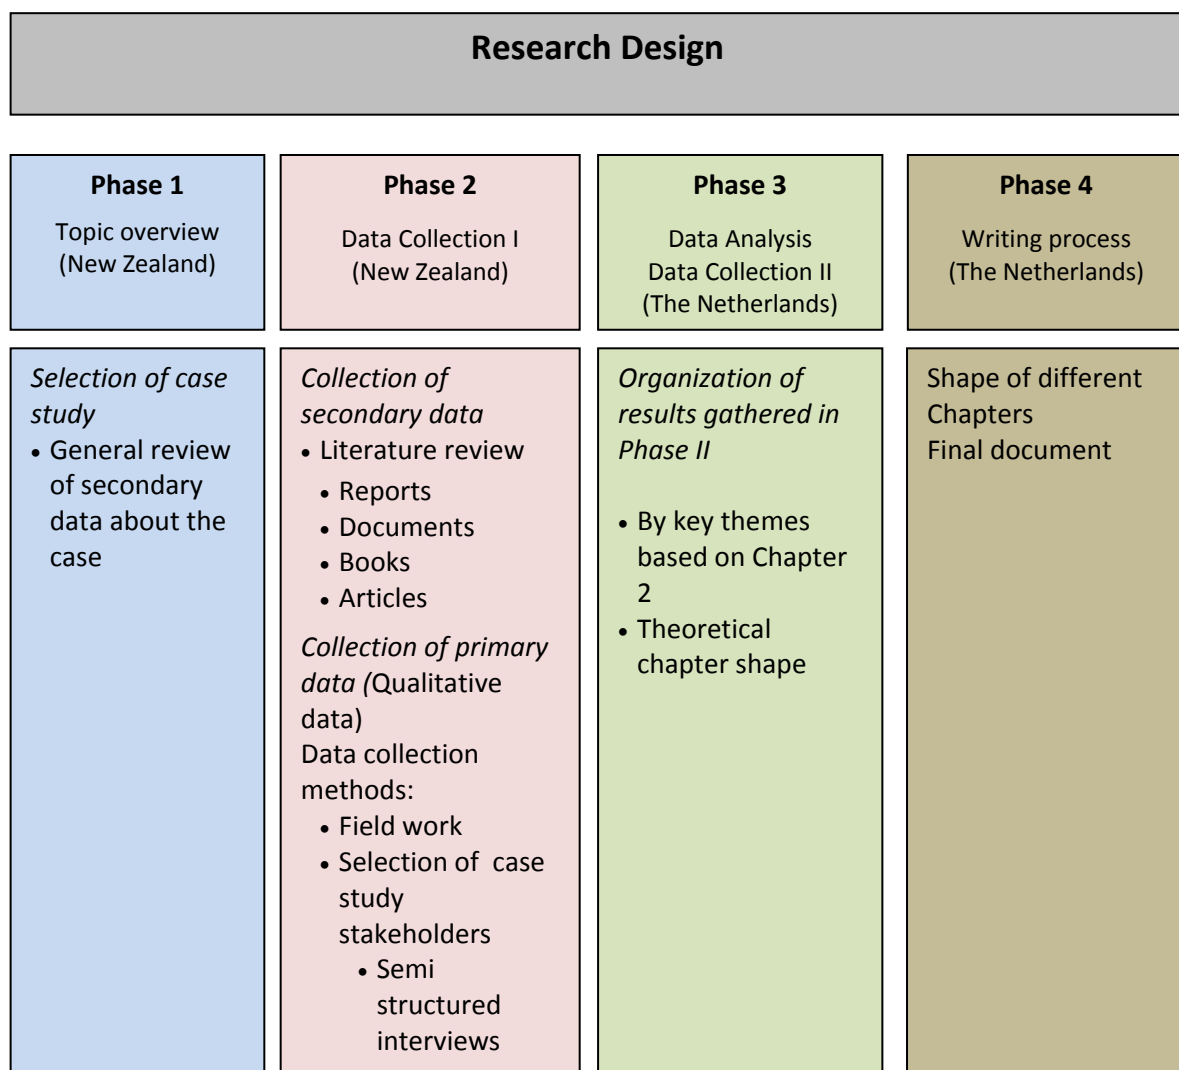 Research Design
Phase 1
Topic overview
(New Zealand)
Phase 2
Data Collection I
(New Zealand)
Phase 3
Data Analysis
Data Collection II
(The Netherlands)
Phase 4
Writing process
(The Netherlands)
Selection of case
study
• General review
of secondary
data about the
case
Collection of
secondary data
• Literature review
• Reports
• Documents
• Books
• Articles
Collection of primary
data (Qualitative
data)
Data collection
methods:
• Field work
• Selection of case
study
stakeholders
• Semi
structured
interviews
Organization of
results gathered in
Phase II
• By key themes
based on Chapter
2
• Theoretical
chapter shape
Shape of different
Chapters
Final document